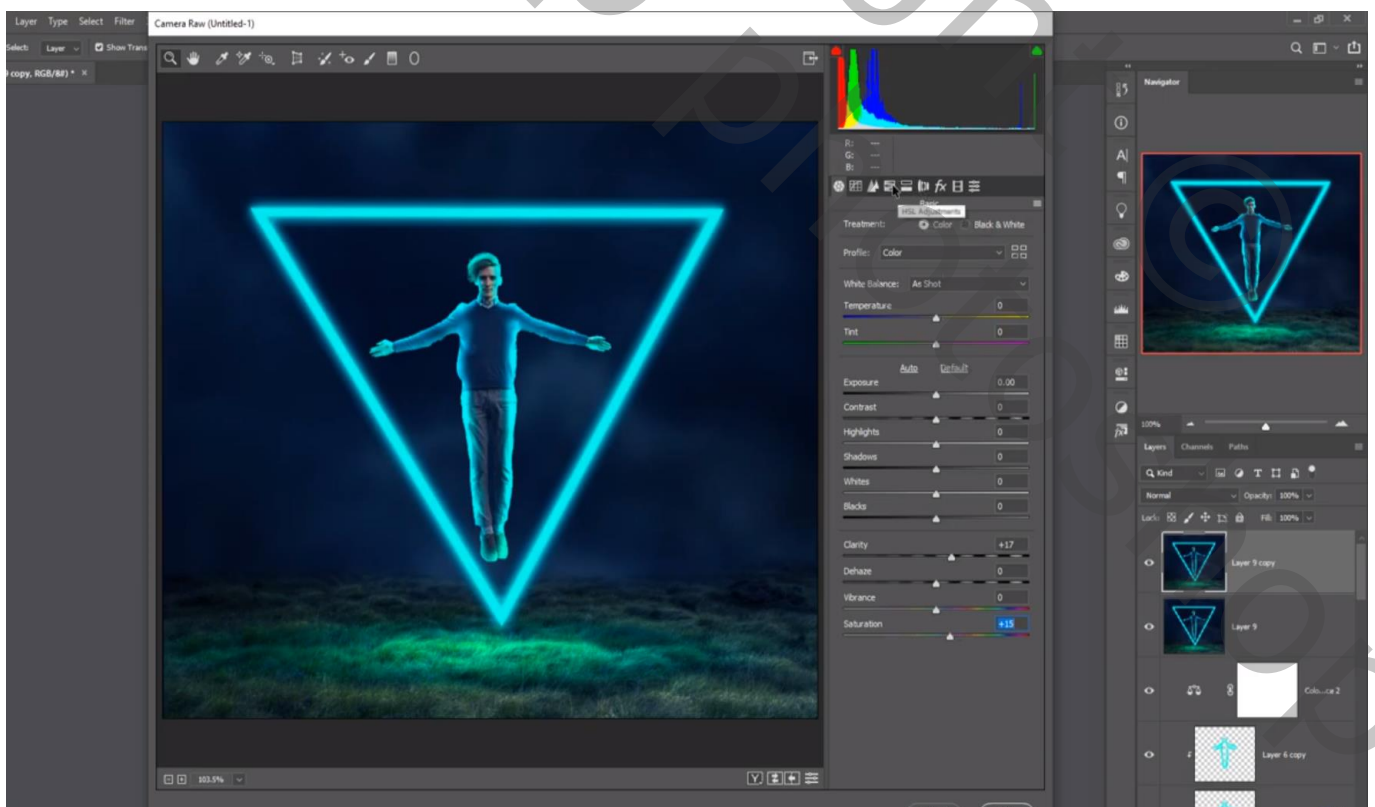 Layer Type Select Filter
Camera Raw (Untitled-1)
Select: Layer
Show Trans
9 copy, RGB/8#) * ×
R: ---
G: ---
B: ---
Basic
HSL Adjustments
Treatment: Color Black & White
Profile: Color
White Balance: As Shot
Temperature 0
Tint 0
Auto Default
Exposure 0.00
Contrast 0
Highlights 0
Shadows 0
Whites 0
Blacks 0
Clarity +17
Dehaze 0
Vibrance 0
Saturation +15
103.5%
Y
Navigator
100%
Layers Channels Paths
Kind
Normal Opacity: 100%
Lock: Fill: 100%
Layer 9 copy
Layer 9
Colo...ce 2
Layer 6 copy